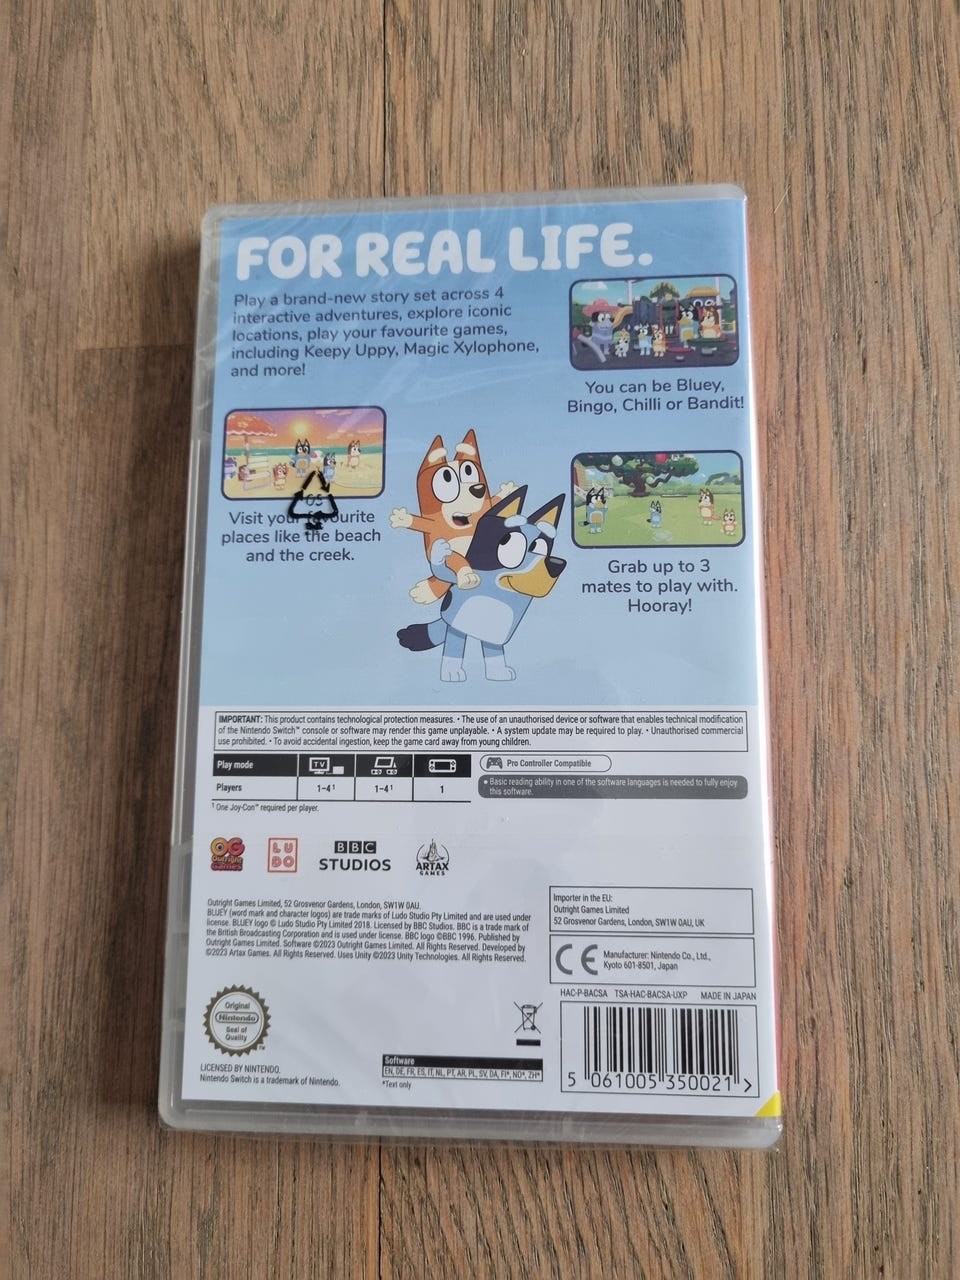 FOR REAL LIFE.
Play a brand-new story set across 4
interactive adventures, explore iconic
locations, play your favourite games,
including Keepy Uppy, Magic Xylophone,
and more!
You can be Bluey,
Bingo, Chilli or Bandit!
05
Visit your favourite
places like the beach
and the creek.
Grab up to 3
mates to play with.
Hooray!
IMPORTANT: This product contains technological protection measures. • The use of an unauthorised device or software that enables technical modification
of the Nintendo Switch™ console or software may render this game unplayable. • A system update may be required to play. • Unauthorised commercial
use prohibited. • To avoid accidental ingestion, keep the game card away from young children.
Play mode TV
Players 1-4¹ 1-4¹ 1
¹ One Joy-Con™ required per player.
Pro Controller Compatible
• Basic reading ability in one of the software languages is needed to fully enjoy
this software.
OG
Outright
Games
LU
DO
BBC
STUDIOS
ARTAX
GAMES
Outright Games Limited, 52 Grosvenor Gardens, London, SW1W 0AU.
BLUEY (word mark and character logos) are trade marks of Ludo Studio Pty Limited and are used under
license. BLUEY logo © Ludo Studio Pty Limited 2018. Licensed by BBC Studios. BBC is a trade mark of
the British Broadcasting Corporation and is used under license. BBC logo ©BBC 1996. Published by
Outright Games Limited. Software ©2023 Outright Games Limited. All Rights Reserved. Developed by
©2023 Artax Games. All Rights Reserved. Uses Unity ©2023 Unity Technologies. All Rights Reserved.
Importer in the EU:
Outright Games Limited
52 Grosvenor Gardens, London, SW1W 0AU, UK
CE
Manufacturer: Nintendo Co., Ltd.,
Kyoto 601-8501, Japan
HAC-P-BACSA TSA-HAC-BACSA-UXP MADE IN JAPAN
Original
Nintendo
Seal of
Quality
TM
LICENSED BY NINTENDO.
Nintendo Switch is a trademark of Nintendo.
Software
EN, DE, FR, ES, IT, NL, PT, AR, PL, SV, DA, FI*, NO*, ZH*
*Text only
5 061005 350021 >